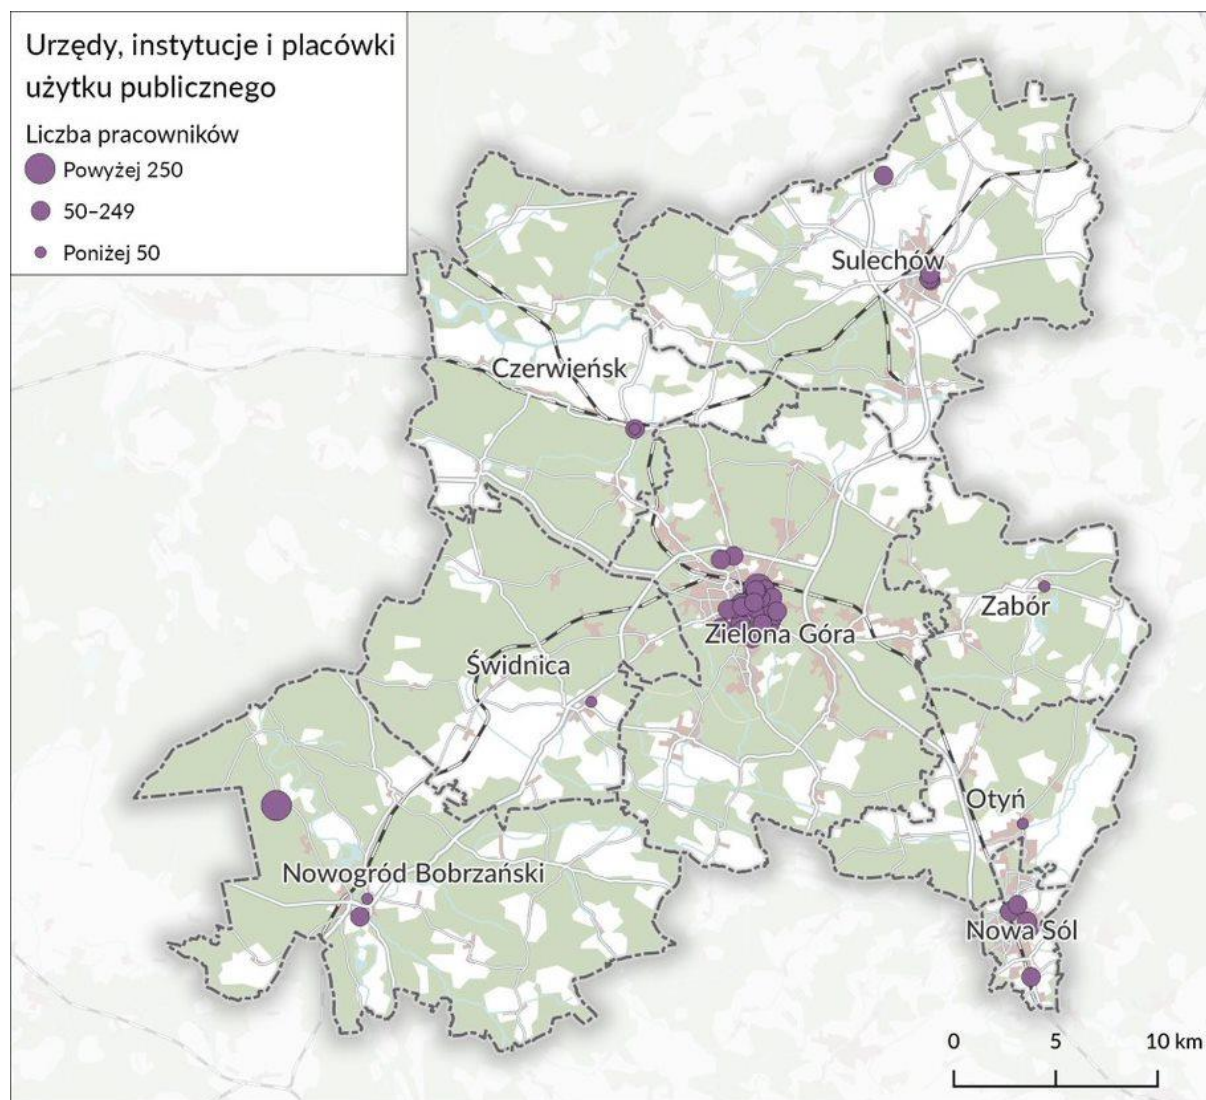 Urzędy, instytucje i placówki
użytku publicznego
Liczba pracowników
Powyżej 250
50–249
Poniżej 50
Sulechów
Czerwieńsk
Zabór
Zielona Góra
Świdnica
Otyń
Nowogród Bobrzański
Nowa Sól
0 5 10 km